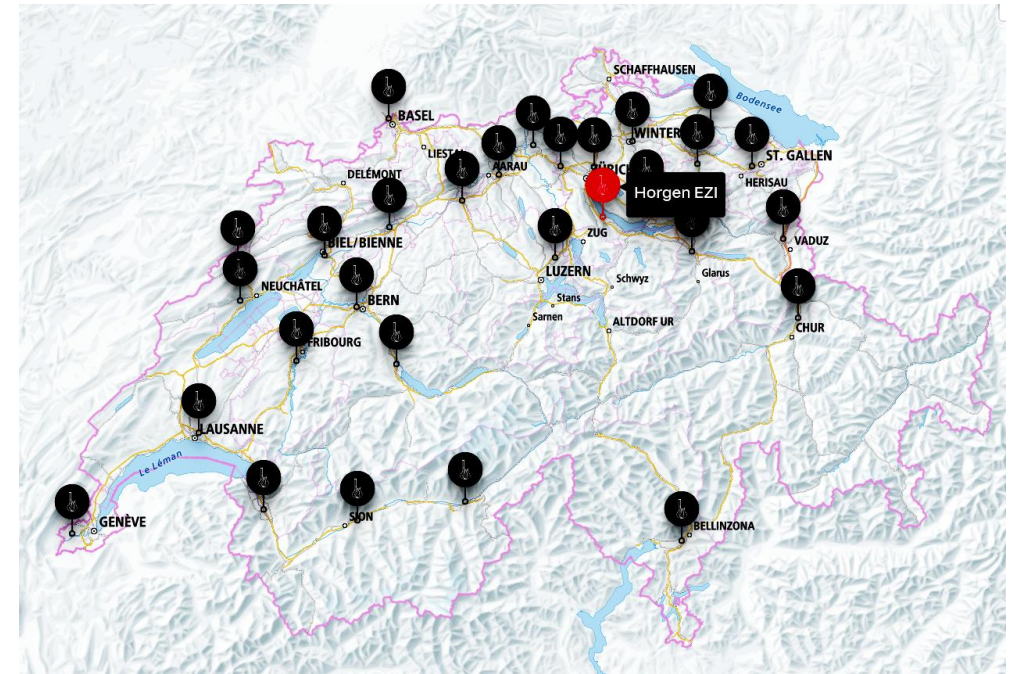 SCHAFFHAUSEN
Bodensee
BASEL
WINTER
LIESTAL
ST. GALLEN
AARAU
DELÉMONT
HERISAU
Horgen EZI
ZUG
VADUZ
BIEL/BIENNE
LUZERN
Schwyz
Glarus
NEUCHÂTEL
BERN
Stans
Sarnen
ALTDORF UR
CHUR
FRIBOURG
LAUSANNE
Le Léman
SION
GENÈVE
BELLINZONA